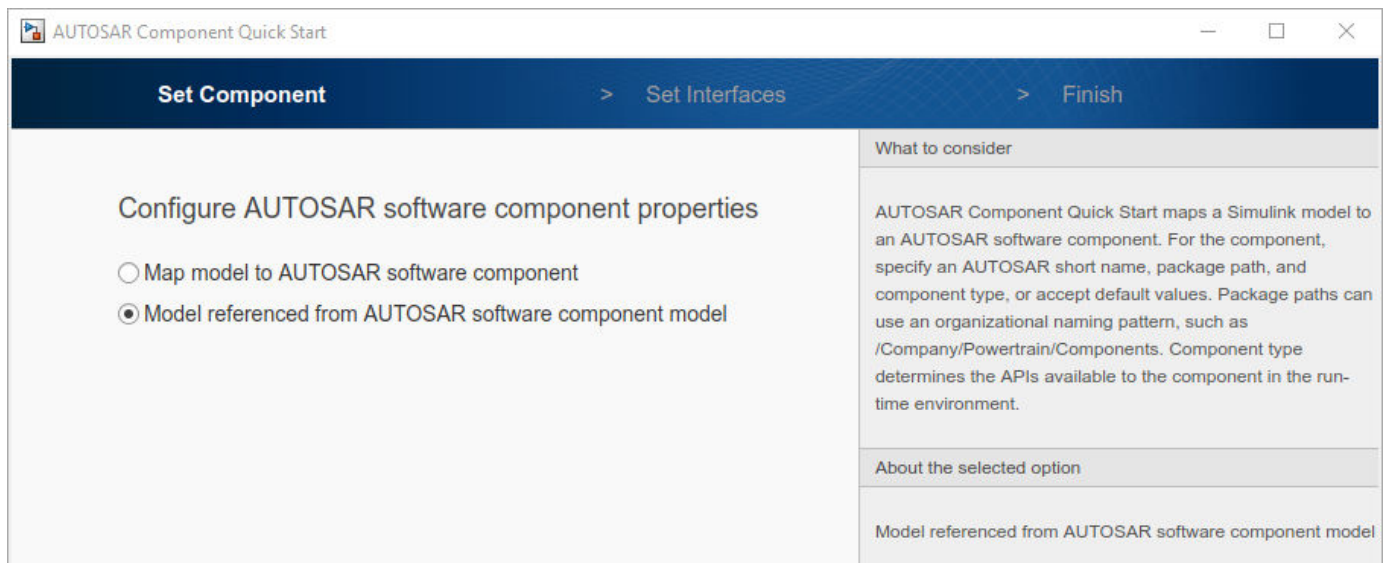 AUTOSAR Component Quick Start
Set Component > Set Interfaces > Finish
Configure AUTOSAR software component properties
Map model to AUTOSAR software component
Model referenced from AUTOSAR software component model
What to consider
AUTOSAR Component Quick Start maps a Simulink model to
an AUTOSAR software component. For the component,
specify an AUTOSAR short name, package path, and
component type, or accept default values. Package paths can
use an organizational naming pattern, such as
/Company/Powertrain/Components. Component type
determines the APIs available to the component in the run-
time environment.
About the selected option
Model referenced from AUTOSAR software component model